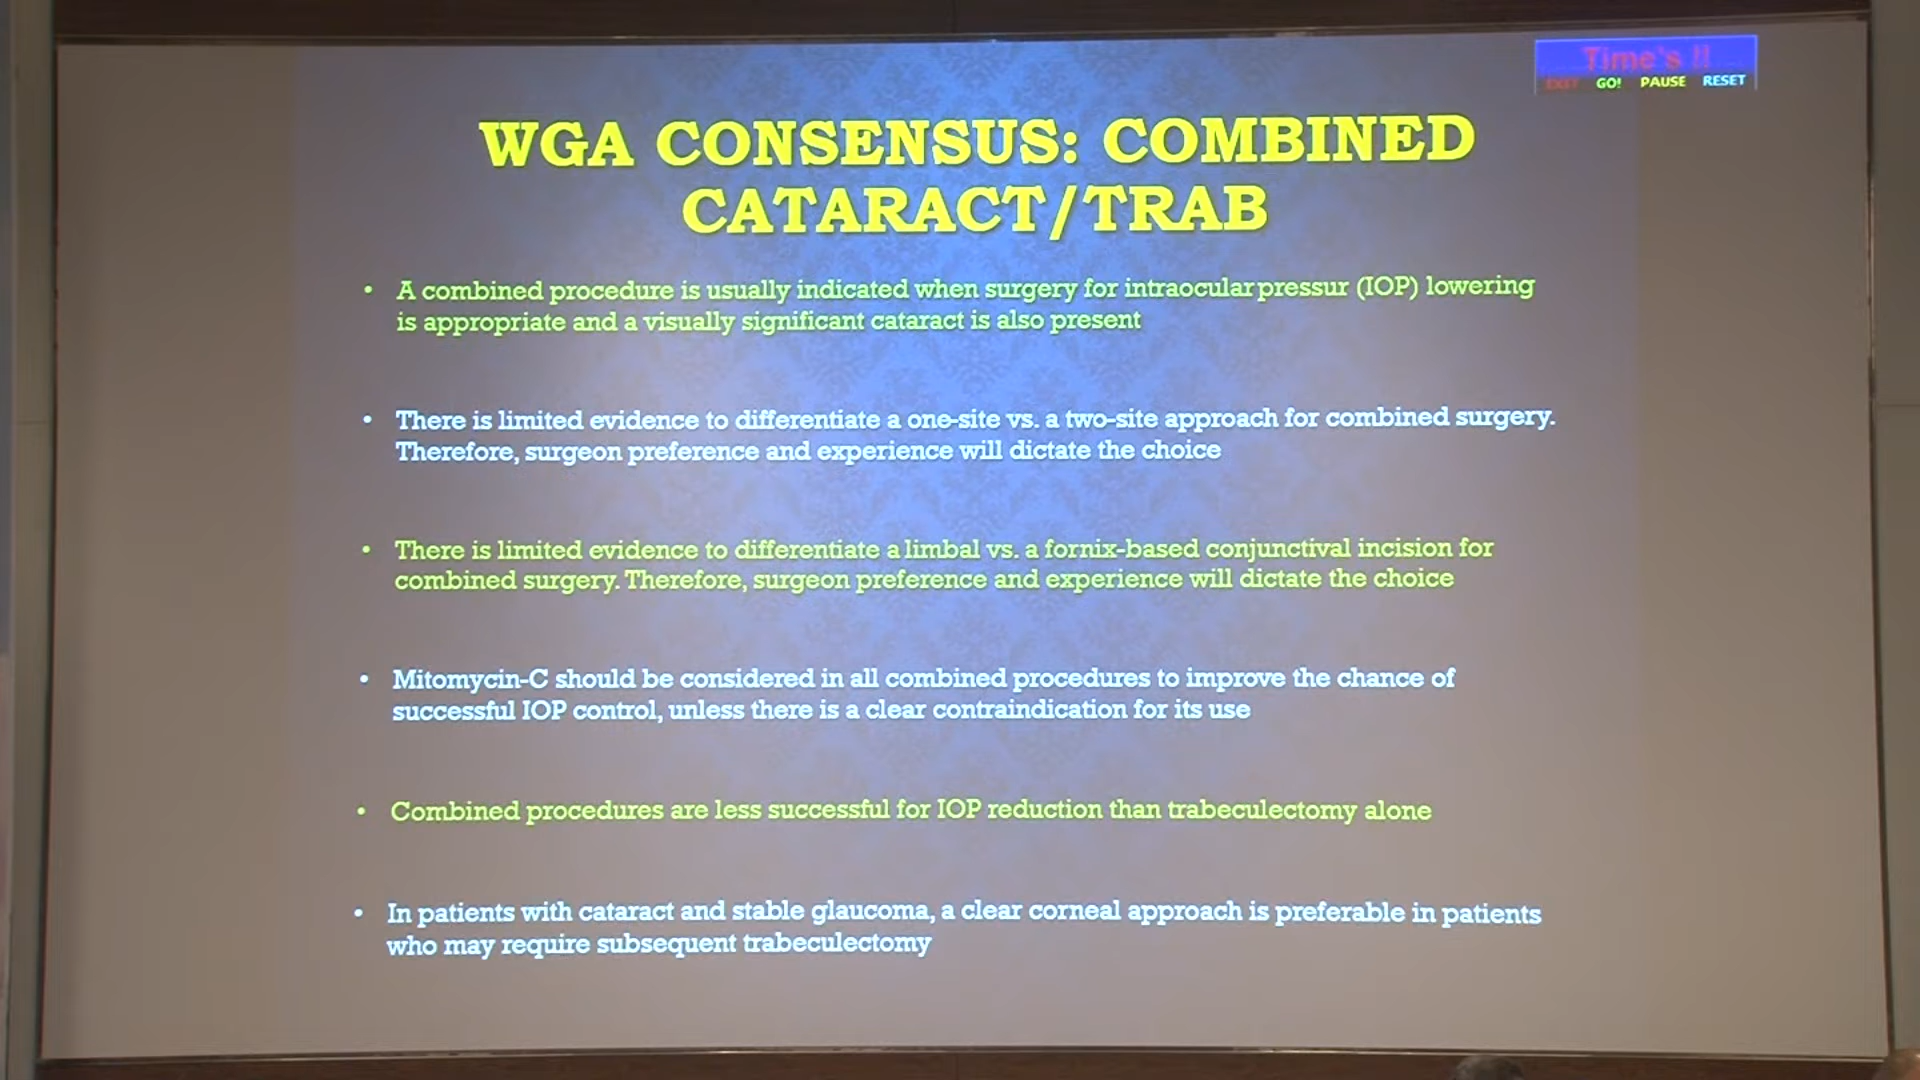 Time's !!
EXIT GO! PAUSE RESET
WGA CONSENSUS: COMBINED
CATARACT/TRAB
• A combined procedure is usually indicated when surgery for intraocular pressur (IOP) lowering
is appropriate and a visually significant cataract is also present
• There is limited evidence to differentiate a one-site vs. a two-site approach for combined surgery.
Therefore, surgeon preference and experience will dictate the choice
• There is limited evidence to differentiate a limbal vs. a fornix-based conjunctival incision for
combined surgery. Therefore, surgeon preference and experience will dictate the choice
• Mitomycin-C should be considered in all combined procedures to improve the chance of
successful IOP control, unless there is a clear contraindication for its use
• Combined procedures are less successful for IOP reduction than trabeculectomy alone
• In patients with cataract and stable glaucoma, a clear corneal approach is preferable in patients
who may require subsequent trabeculectomy